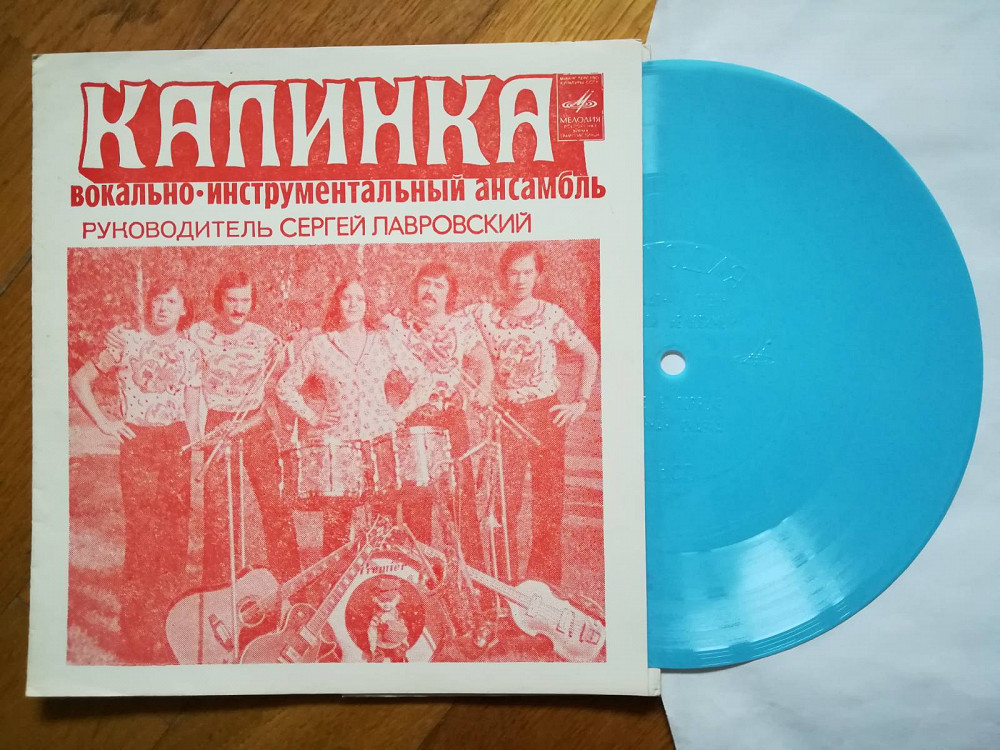 КАЛИНКА
МЕЛОДИЯ
вокально·инструментальный ансамбль
РУКОВОДИТЕЛЬ СЕРГЕЙ ЛАВРОВСКИЙ
Premier